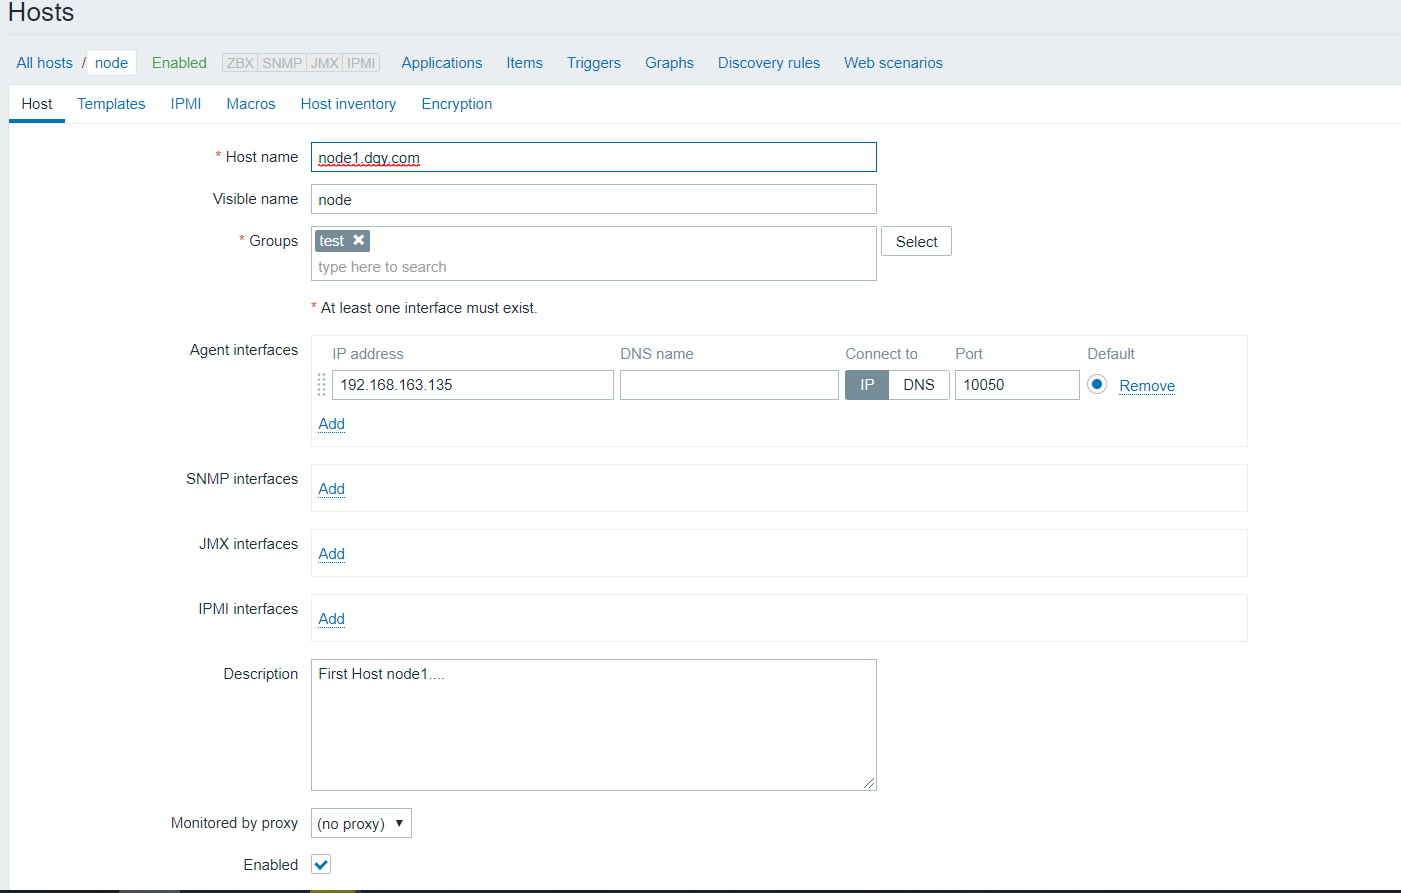 Hosts
All hosts / node Enabled ZBX SNMP JMX IPMI Applications Items Triggers Graphs Discovery rules Web scenarios
Host Templates IPMI Macros Host inventory Encryption
* Host name node1.dqy.com
Visible name node
* Groups test Select
type here to search
* At least one interface must exist.
Agent interfaces IP address DNS name Connect to Port Default
192.168.163.135 IP DNS 10050 Remove
Add
SNMP interfaces Add
JMX interfaces Add
IPMI interfaces Add
Description First Host node1....
Monitored by proxy (no proxy)
Enabled